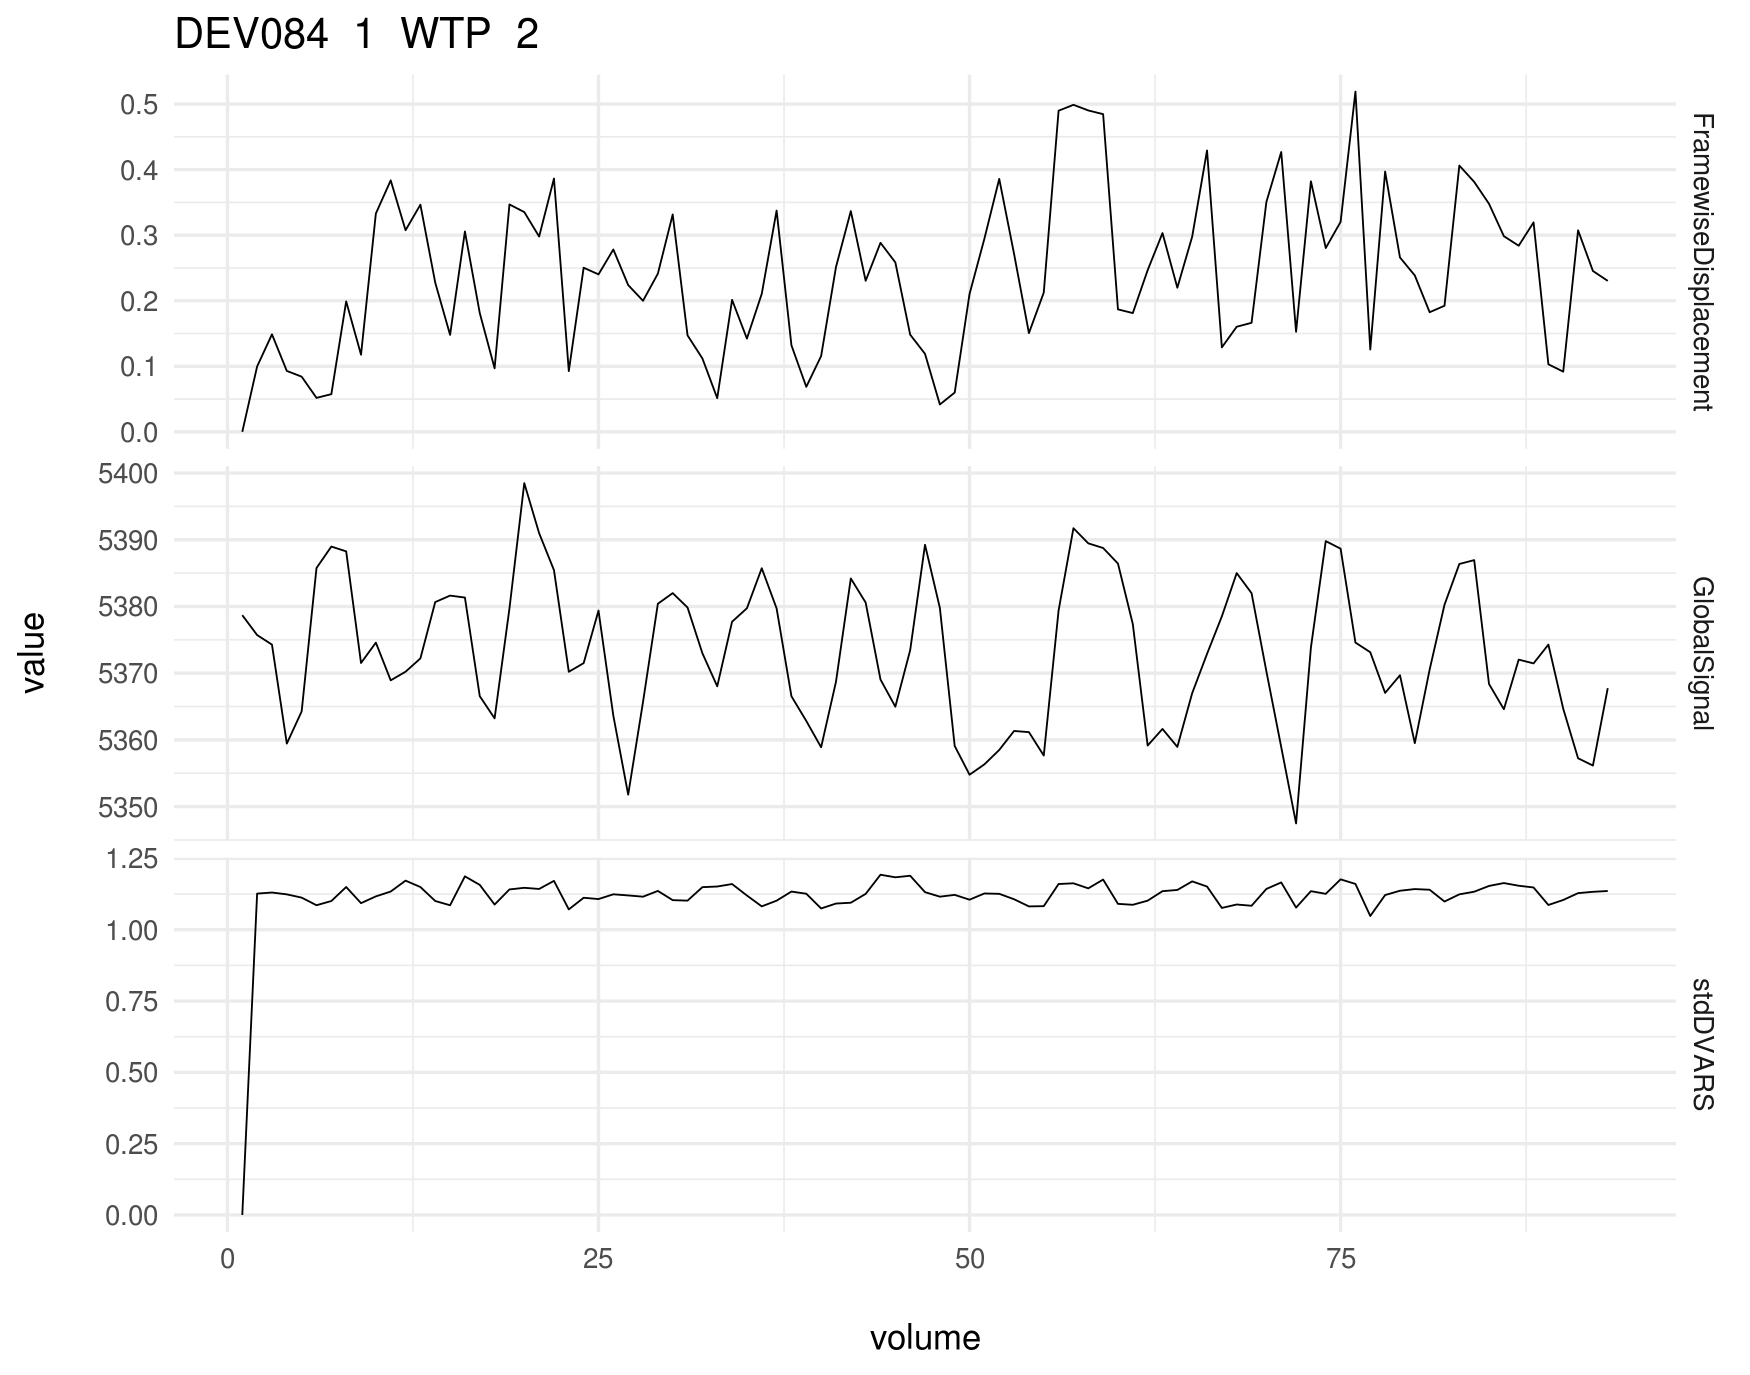 DEV084 1 WTP 2
0.5
0.4
0.3
0.2
0.1
0.0
FramewiseDisplacement
5400
5390
5380
5370
5360
5350
GlobalSignal
value
1.25
1.00
0.75
0.50
0.25
0.00
stdDVARS
0 25 50 75
volume